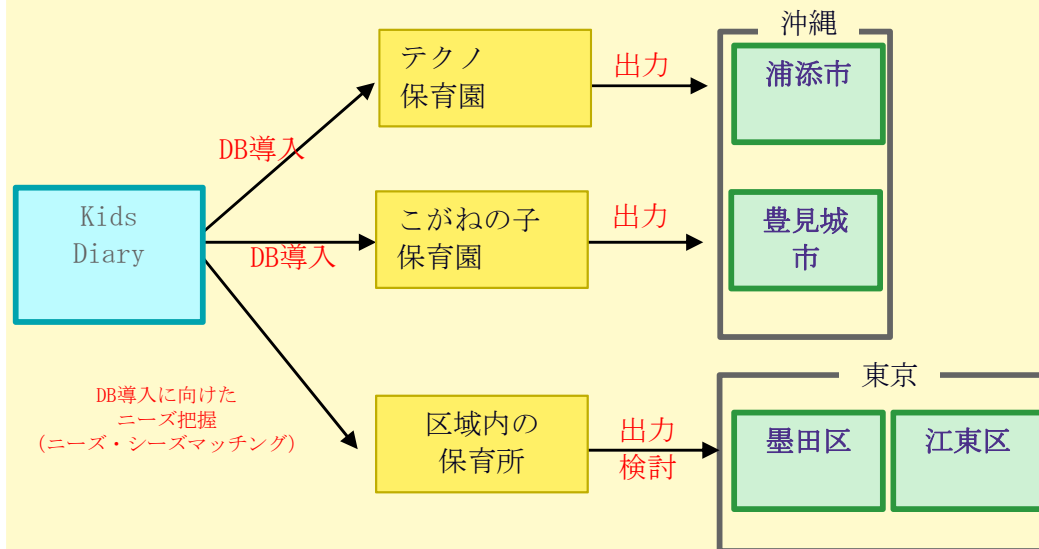 沖縄
テクノ
保育園
出力
浦添市
DB導入
Kids
Diary
こがねの子
保育園
DB導入
出力
豊見城
市
DB導入に向けた
ニーズ把握
(ニーズ・シーズマッチング)
区域内の
保育所
出力
検討
東京
墨田区
江東区